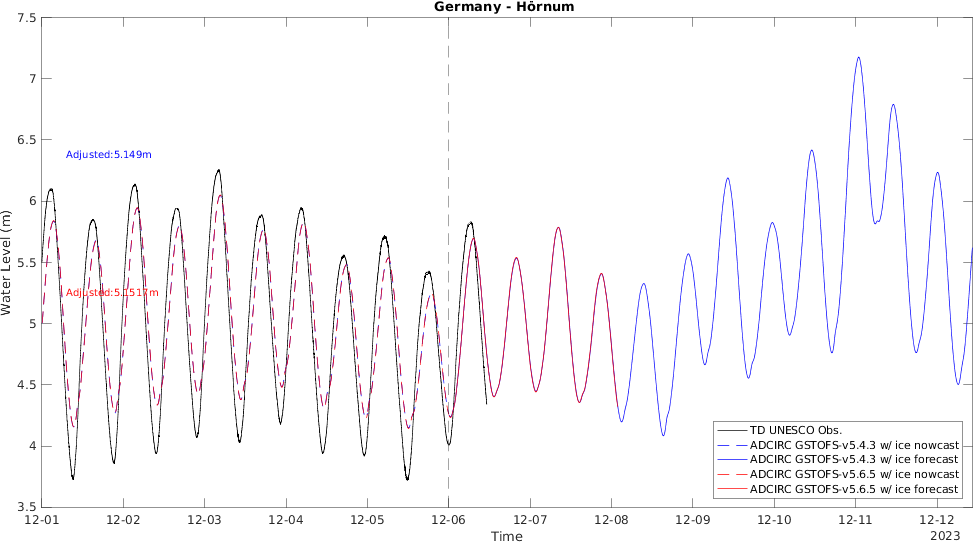 Germany - Hörnum
7.5
7
6.5
6
5.5
5
4.5
4
3.5
Water Level (m)
Adjusted:5.149m
Adjusted:5.1517m
TD UNESCO Obs.
ADCIRC GSTOFS-v5.4.3 w/ ice nowcast
ADCIRC GSTOFS-v5.4.3 w/ ice forecast
ADCIRC GSTOFS-v5.6.5 w/ ice nowcast
ADCIRC GSTOFS-v5.6.5 w/ ice forecast
12-01 12-02 12-03 12-04 12-05 12-06 12-07 12-08 12-09 12-10 12-11 12-12
Time
2023